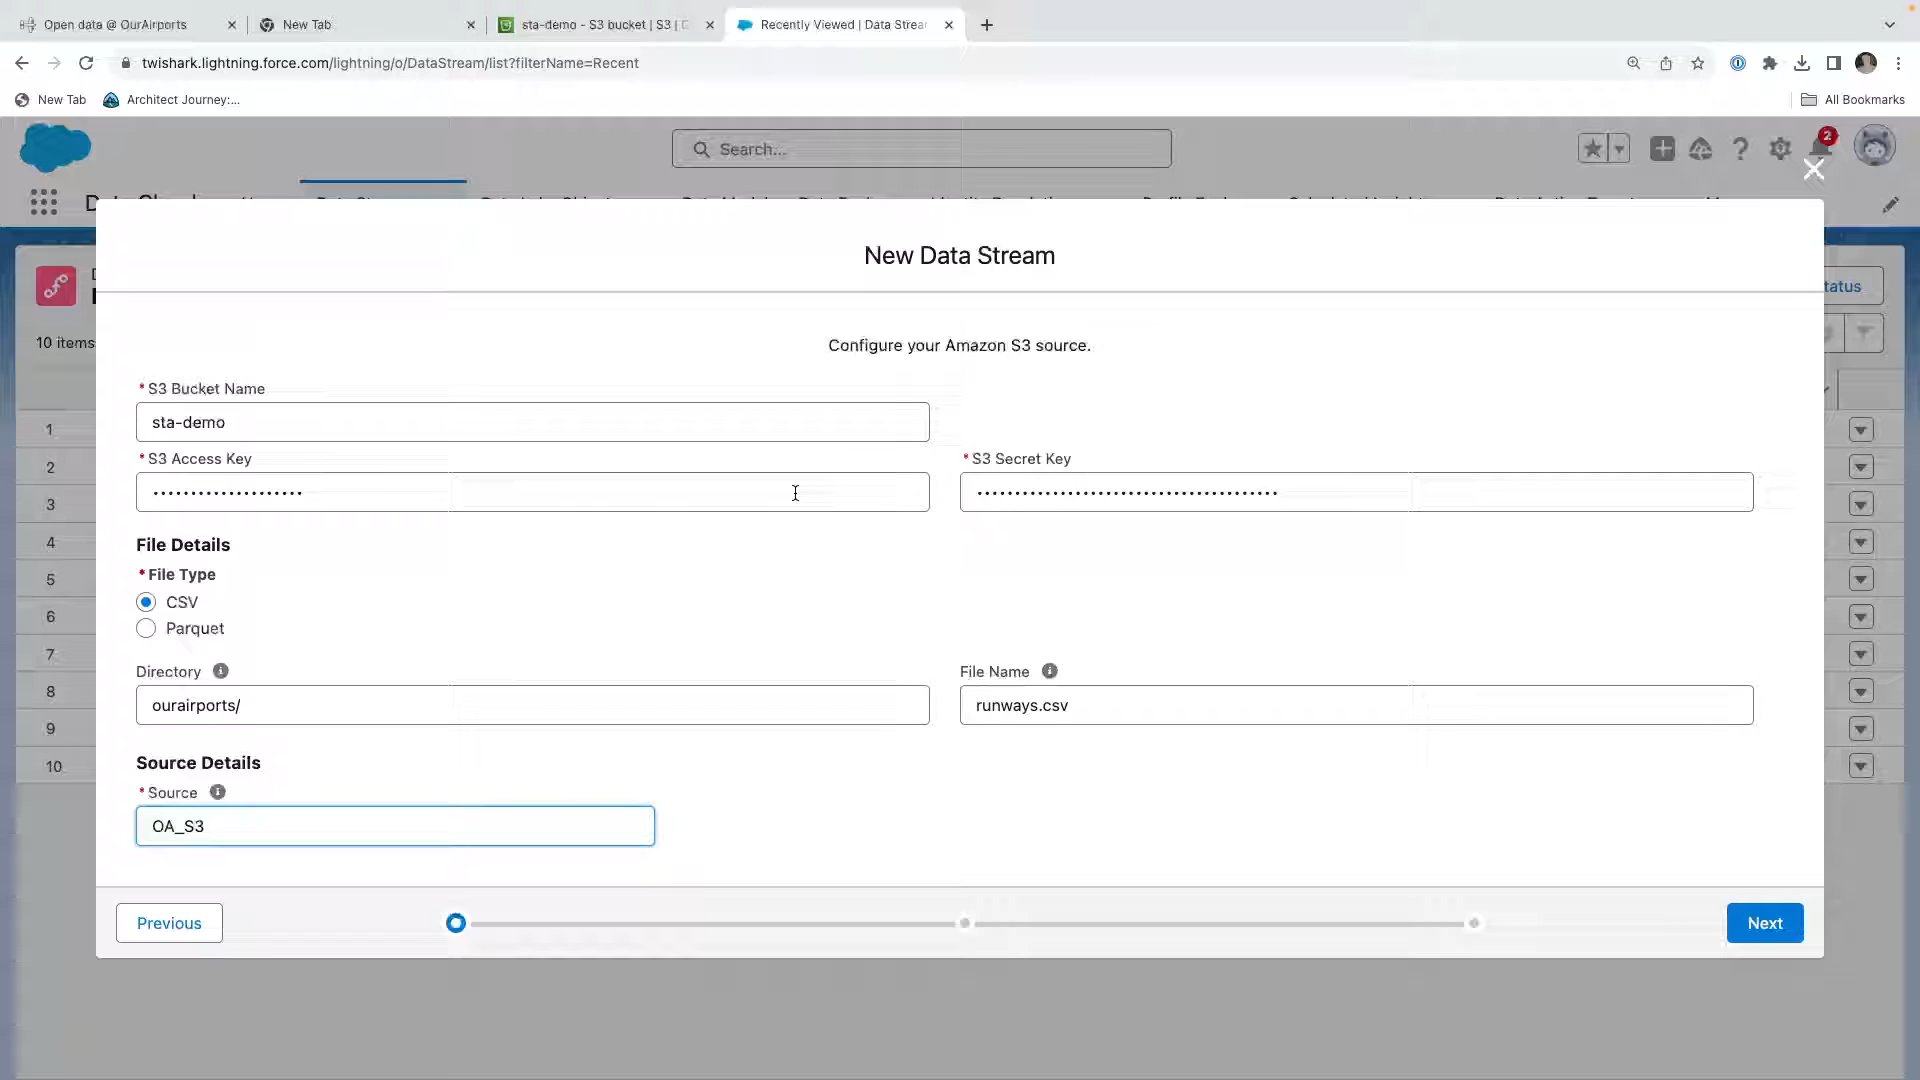 Open data @ OurAirports
New Tab
sta-demo - S3 bucket | S3 |
Recently Viewed | Data Strea
twishark.lightning.force.com/lightning/o/DataStream/list?filterName=Recent
New Tab
Architect Journey:...
All Bookmarks
Search...
2
New Data Stream
tatus
10 items
Configure your Amazon S3 source.
* S3 Bucket Name
sta-demo
* S3 Access Key
* S3 Secret Key
File Details
* File Type
CSV
Parquet
Directory
ourairports/
File Name
runways.csv
Source Details
* Source
OA_S3
1
2
3
4
5
6
7
8
9
10
Previous
Next